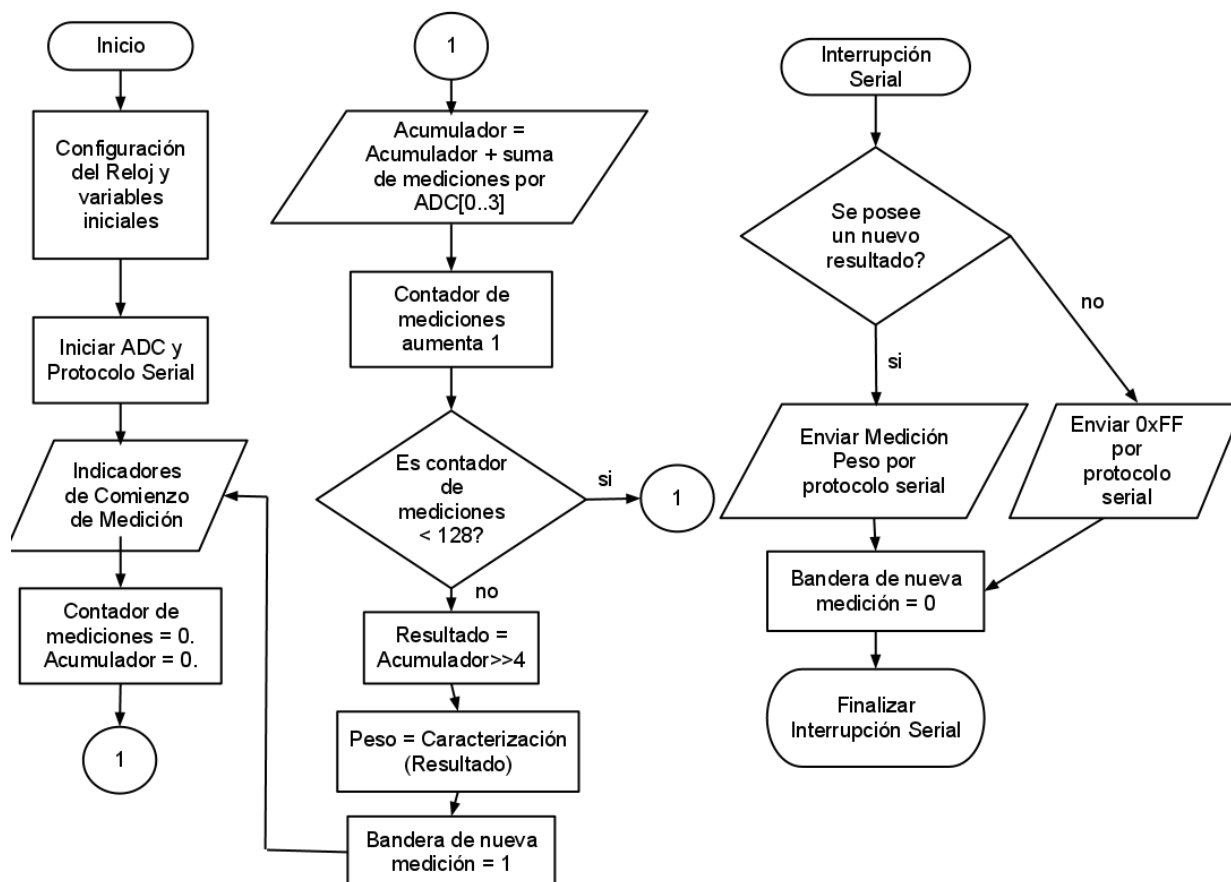 Inicio
Configuración
del Reloj y
variables
iniciales
Iniciar ADC y
Protocolo Serial
Indicadores
de Comienzo
de Medición
Contador de
mediciones = 0.
Acumulador = 0.
1
1
Acumulador =
Acumulador + suma
de mediciones por
ADC[0..3]
Contador de
mediciones
aumenta 1
Es contador
de
mediciones
< 128?
si
1
no
Resultado =
Acumulador>>4
Peso = Caracterización
(Resultado)
Bandera de nueva
medición = 1
Interrupción
Serial
Se posee
un nuevo
resultado?
no
si
Enviar Medición
Peso por
protocolo serial
Enviar 0xFF
por
protocolo
serial
Bandera de nueva
medición = 0
Finalizar
Interrupción Serial